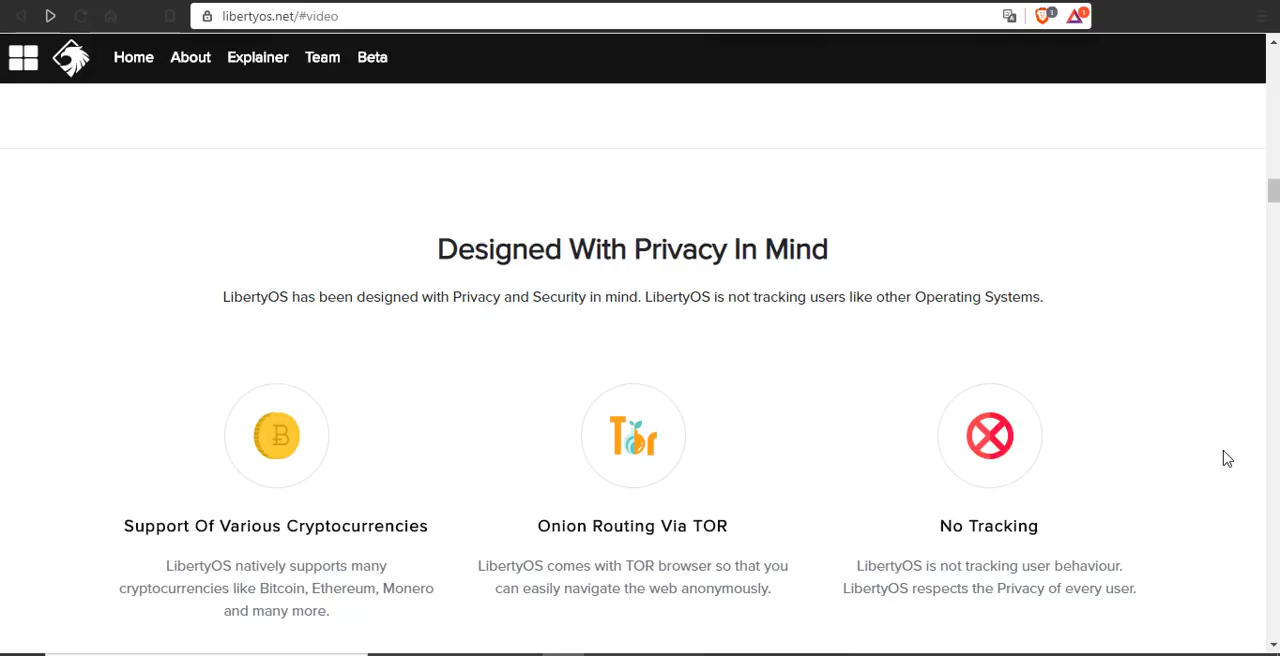 libertyos.net/#video
1
1
Home About Explainer Team Beta
Designed With Privacy In Mind
LibertyOS has been designed with Privacy and Security in mind. LibertyOS is not tracking users like other Operating Systems.
Tor
Support Of Various Cryptocurrencies
LibertyOS natively supports many
cryptocurrencies like Bitcoin, Ethereum, Monero
and many more.
Onion Routing Via TOR
LibertyOS comes with TOR browser so that you
can easily navigate the web anonymously.
No Tracking
LibertyOS is not tracking user behaviour.
LibertyOS respects the Privacy of every user.